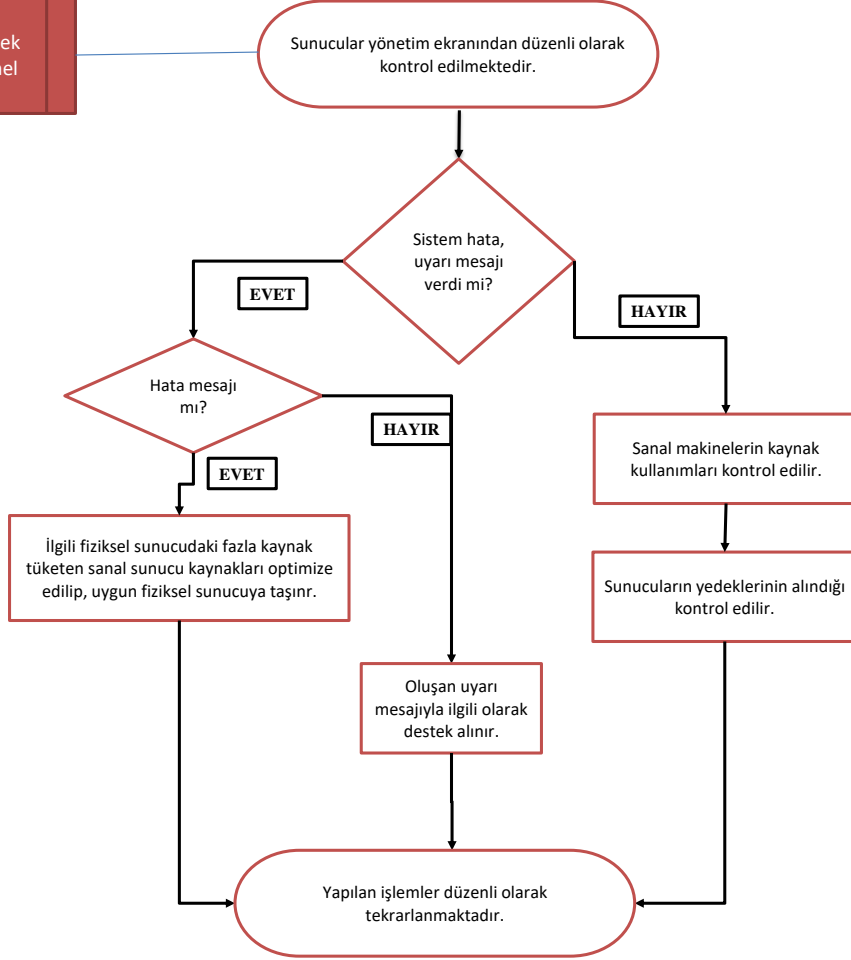 Sunucular yönetim ekranından düzenli olarak
kontrol edilmektedir.
Sistem hata,
uyarı mesajı
verdi mi?
EVET
HAYIR
Hata mesajı
mı?
HAYIR
EVET
Sanal makinelerin kaynak
kullanımları kontrol edilir.
İlgili fiziksel sunucudaki fazla kaynak
tüketen sanal sunucu kaynakları optimize
edilip, uygun fiziksel sunucuya taşınr.
Sunucuların yedeklerinin alındığı
kontrol edilir.
Oluşan uyarı
mesajıyla ilgili olarak
destek alınır.
Yapılan işlemler düzenli olarak
tekrarlanmaktadır.